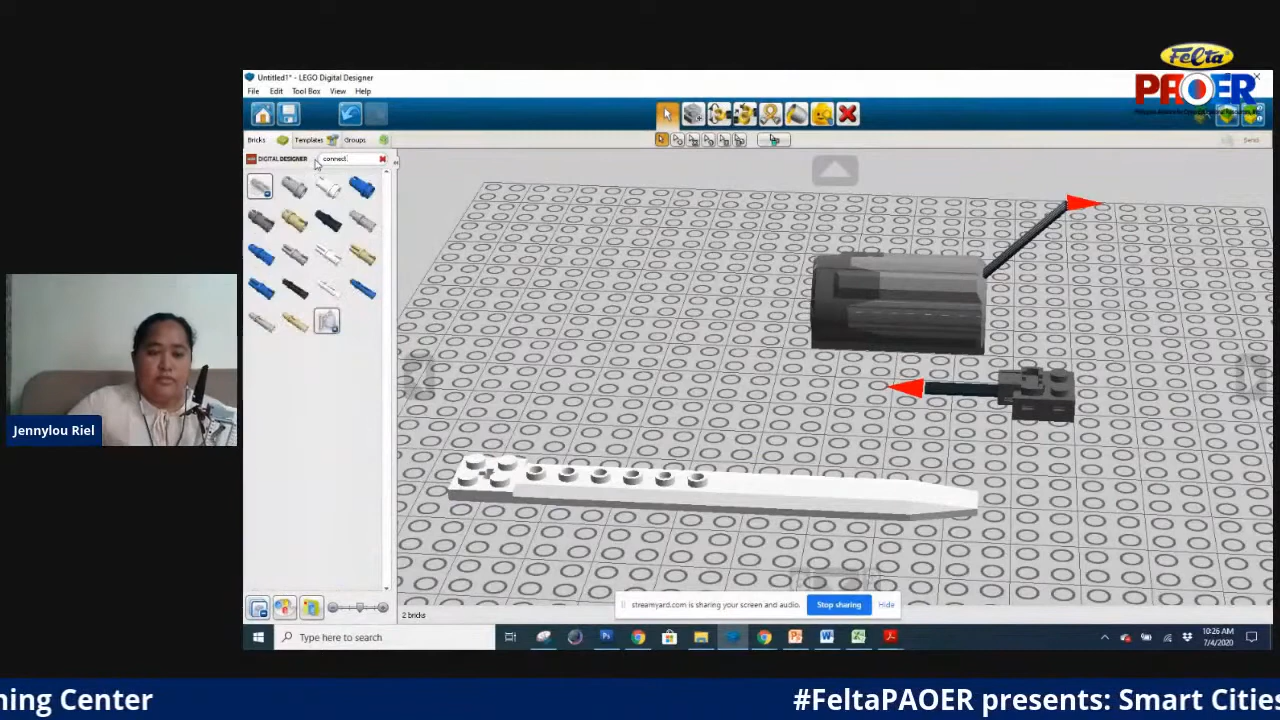 FELTA
PAOER
Untitled1* - LEGO Digital Designer
File Edit Tool Box View Help
Bricks Templates Groups
Send
DIGITAL DESIGNER connect
Jennylou Riel
streamyard.com is sharing your screen and audio. Stop sharing Hide
2 bricks
Type here to search
10:26 AM
7/4/2020
ning Center #FeltaPAOER presents: Smart Cities